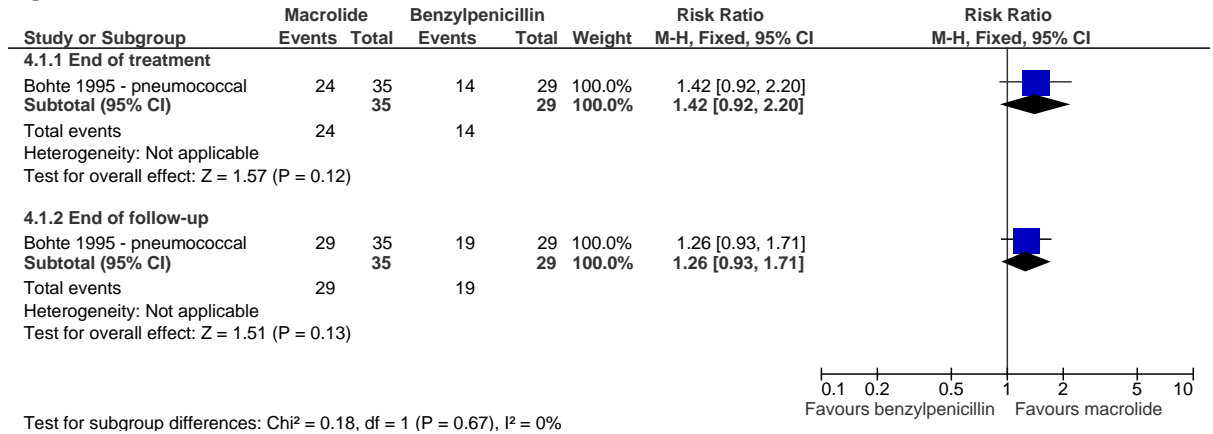 Macrolide Benzylpenicillin Risk Ratio Risk Ratio
Study or Subgroup Events Total Events Total Weight M-H, Fixed, 95% CI M-H, Fixed, 95% CI
4.1.1 End of treatment
Bohte 1995 - pneumococcal 24 35 14 29 100.0% 1.42 [0.92, 2.20]
Subtotal (95% CI) 35 29 100.0% 1.42 [0.92, 2.20]
Total events 24 14
Heterogeneity: Not applicable
Test for overall effect: Z = 1.57 (P = 0.12)
4.1.2 End of follow-up
Bohte 1995 - pneumococcal 29 35 19 29 100.0% 1.26 [0.93, 1.71]
Subtotal (95% CI) 35 29 100.0% 1.26 [0.93, 1.71]
Total events 29 19
Heterogeneity: Not applicable
Test for overall effect: Z = 1.51 (P = 0.13)
0.1 0.2 0.5 1 2 5 10
Favours benzylpenicillin Favours macrolide
Test for subgroup differences: Chi² = 0.18, df = 1 (P = 0.67), I² = 0%